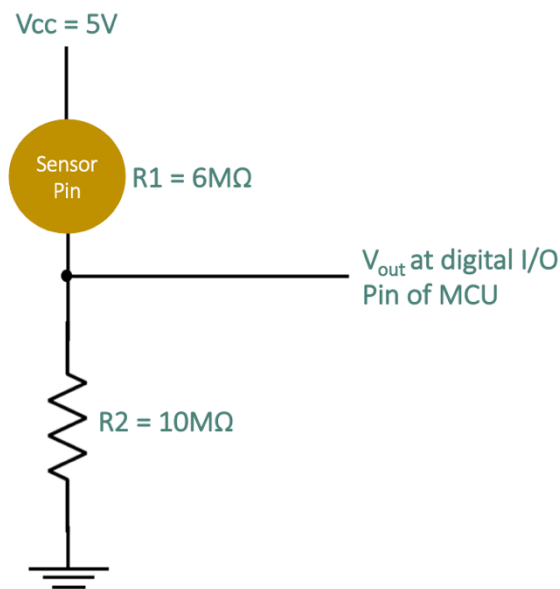 Vcc = 5V
Sensor
Pin
R1 = 6MΩ
Vout at digital I/O
Pin of MCU
R2 = 10MΩ